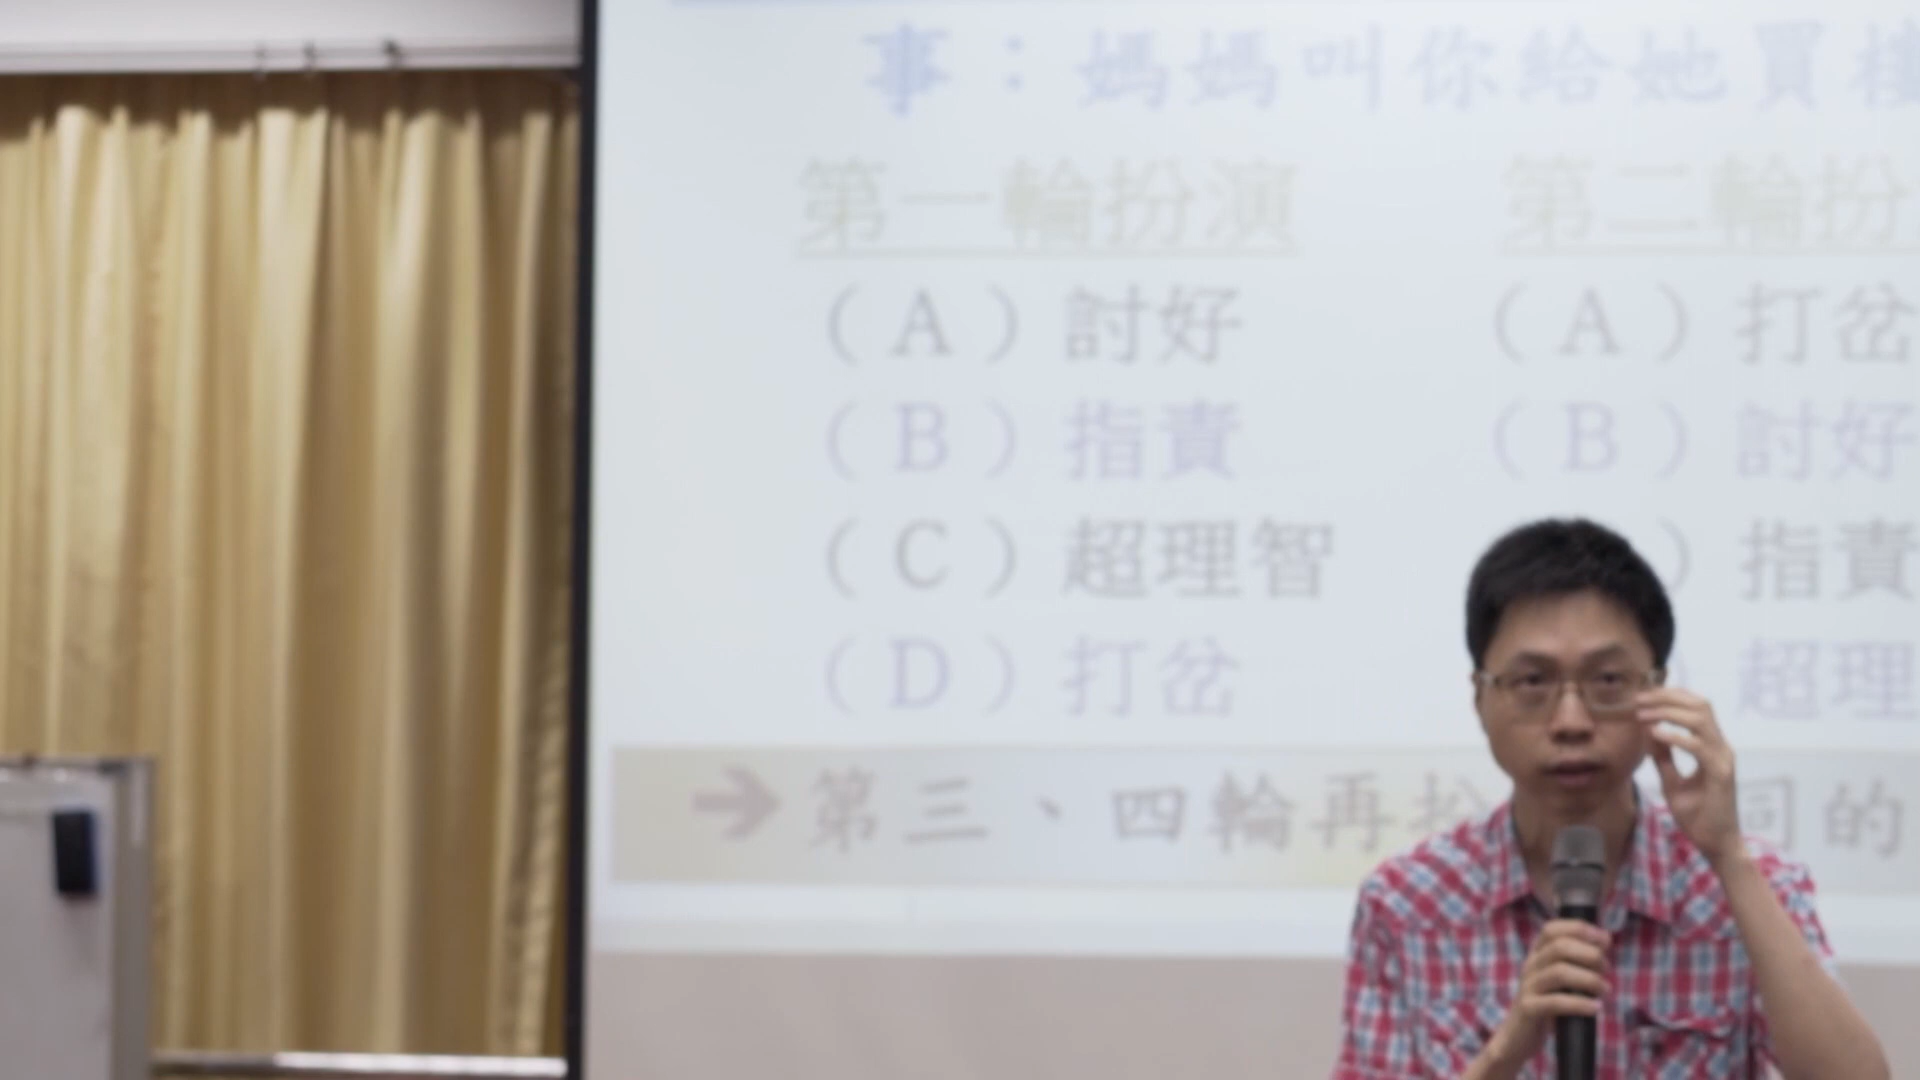 事：媽媽叫你給她買
第一輪扮演 第二輪扮
（A）討好 （A）打岔
（B）指責 （B）討好
（C）超理智 ）指責
（D）打岔 超理
➔第三、四輪再扮 同的